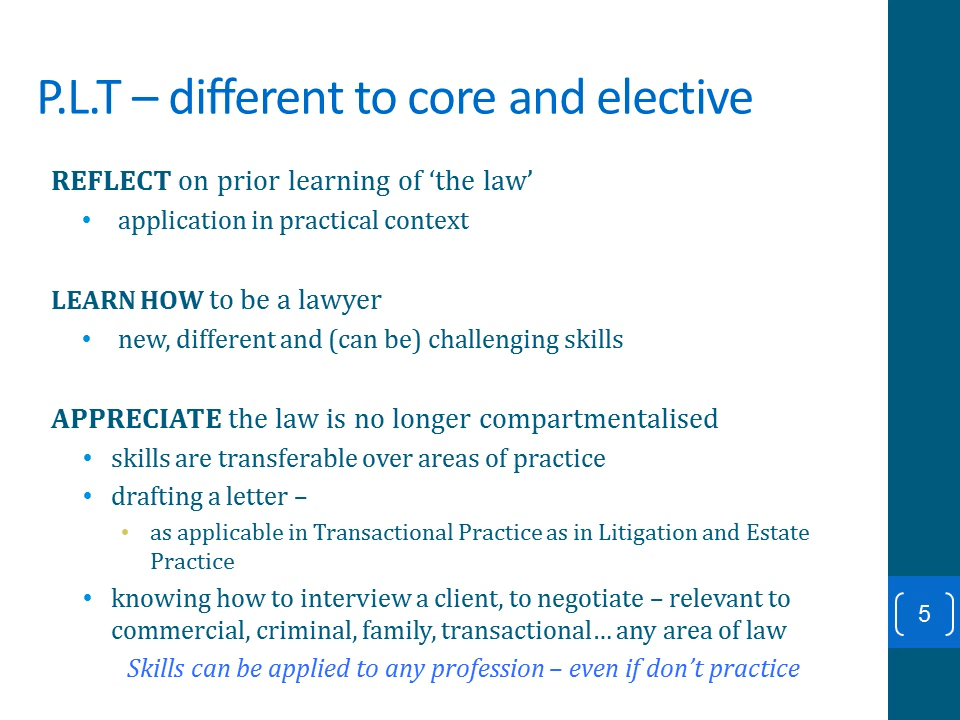 P.L.T – different to core and elective
REFLECT on prior learning of ‘the law’
• application in practical context
LEARN HOW to be a lawyer
• new, different and (can be) challenging skills
APPRECIATE the law is no longer compartmentalised
• skills are transferable over areas of practice
• drafting a letter –
• as applicable in Transactional Practice as in Litigation and Estate
Practice
• knowing how to interview a client, to negotiate – relevant to
commercial, criminal, family, transactional… any area of law
Skills can be applied to any profession – even if don’t practice
5